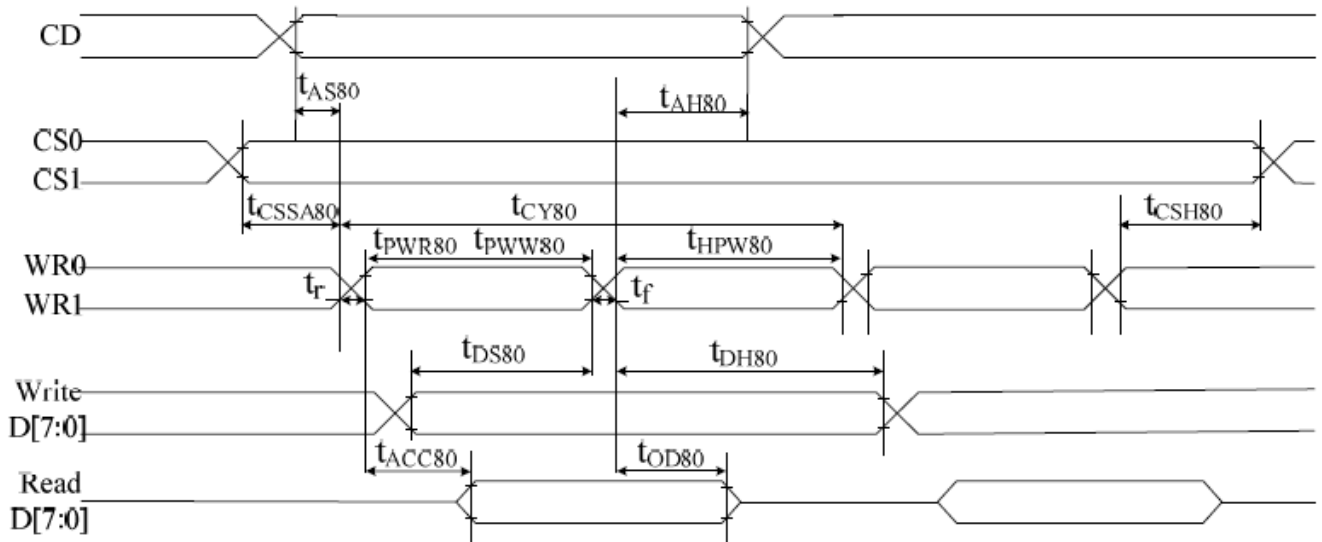 CD
tAS80
tAH80
CS0
CS1
tCSSA80
tCY80
tCSH80
tPWR80 tPWW80
tHPW80
WR0
WR1
tr
tf
tDS80
tDH80
Write
D[7:0]
tACC80
tOD80
Read
D[7:0]